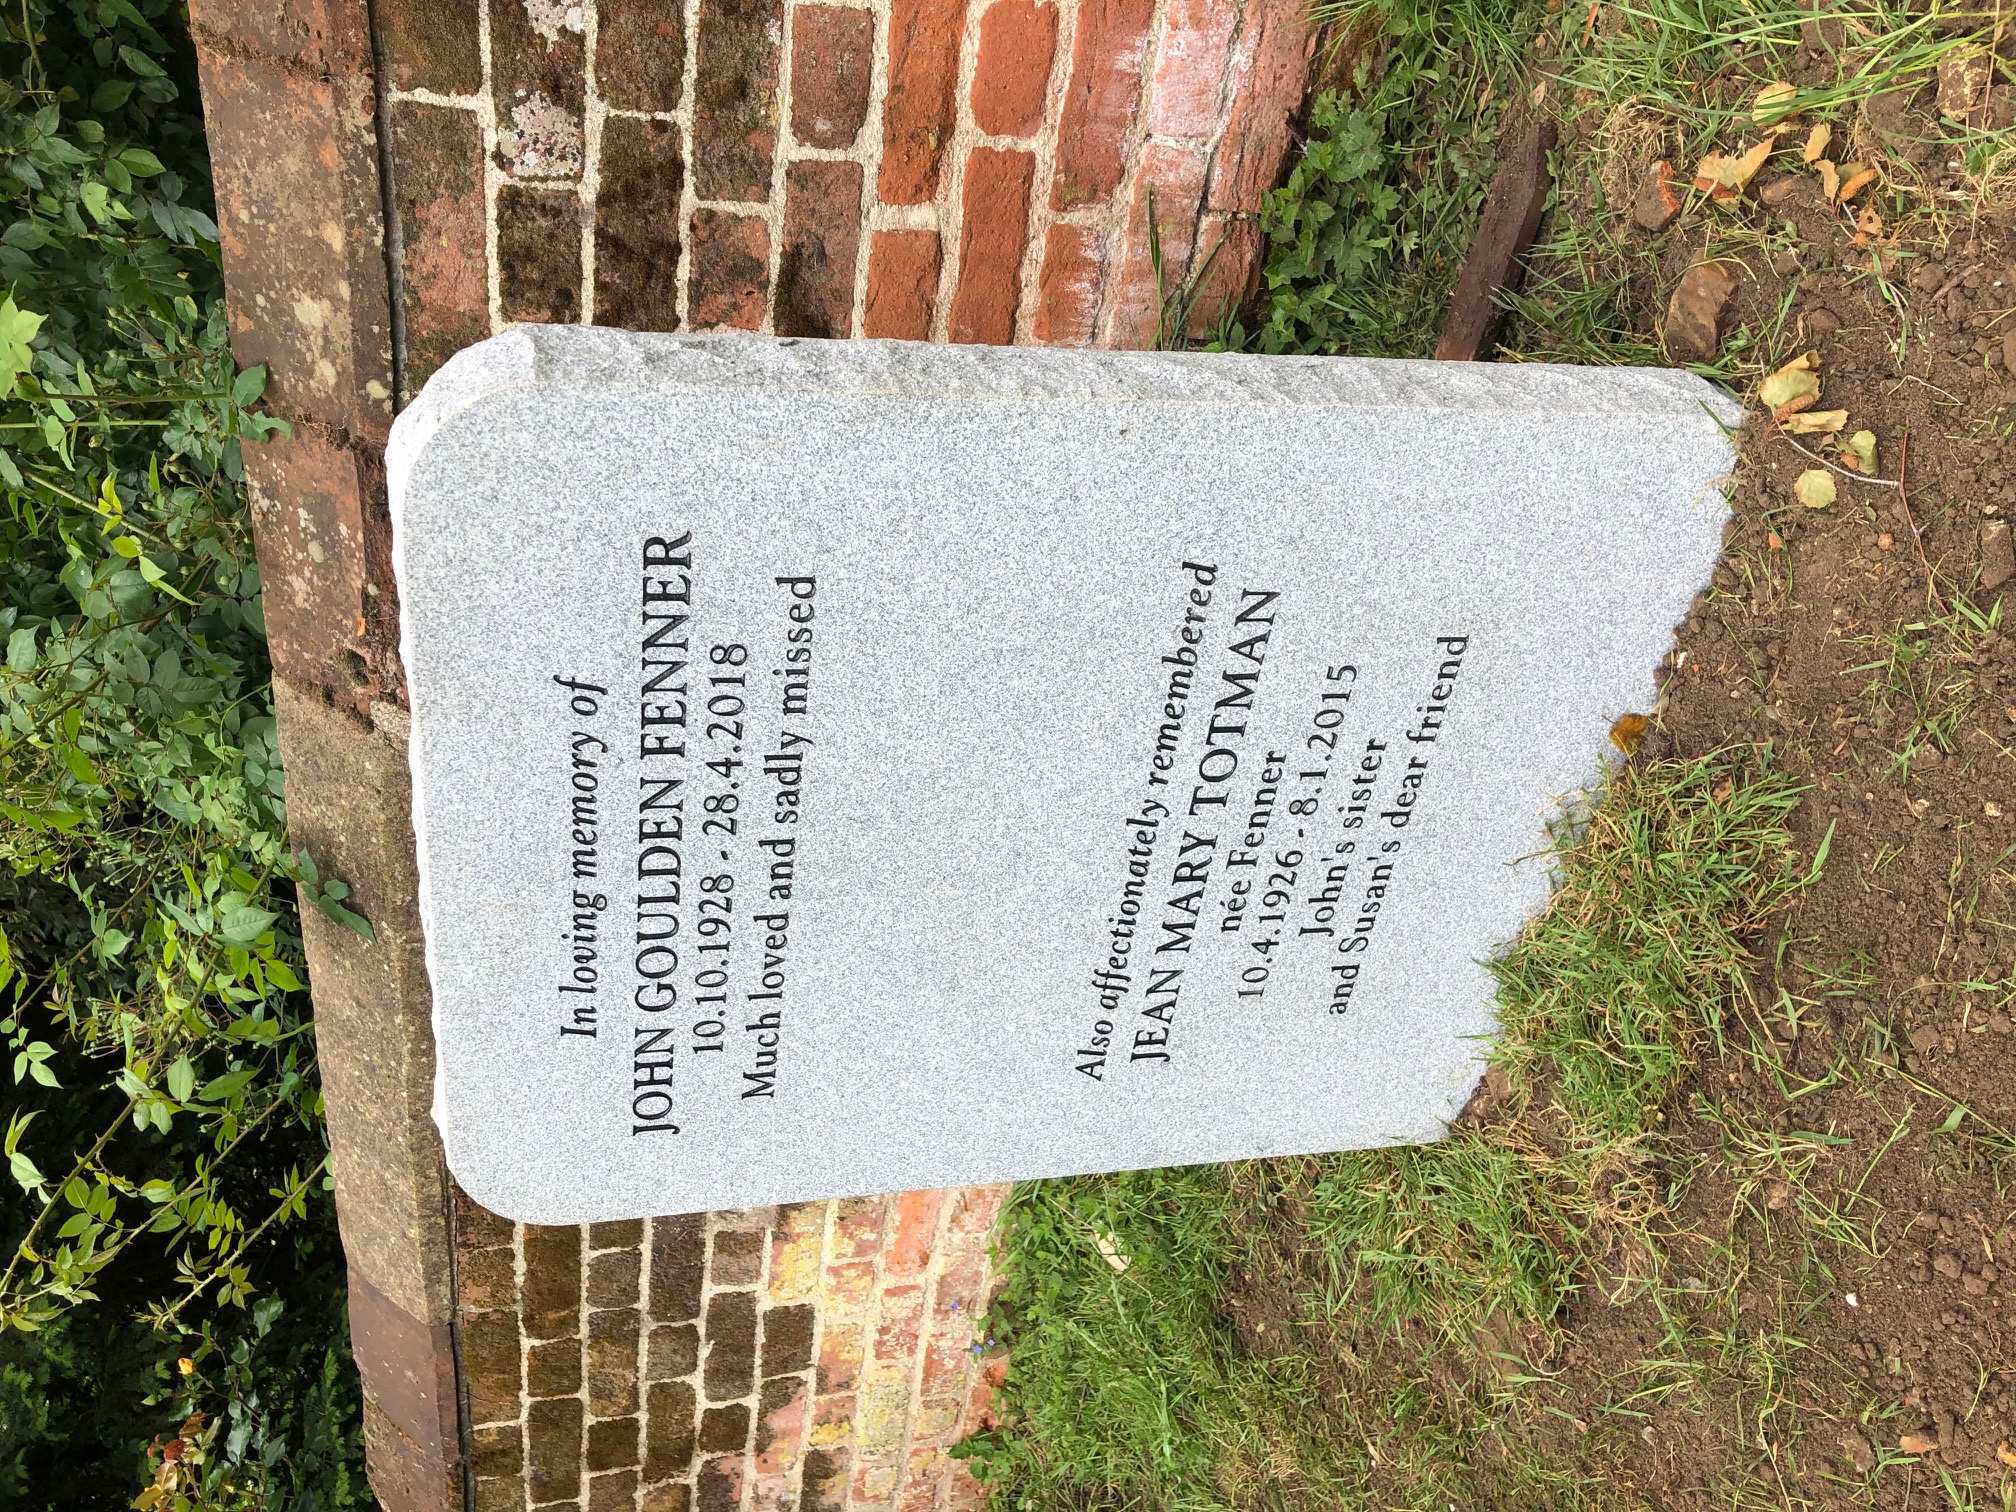 In loving memory of
JOHN GOULDEN FENNER
10.10.1928 - 28.4.2018
Much loved and sadly missed
Also affectionately remembered
JEAN MARY TOTMAN
née Fenner
10.4.1926 - 8.1.2015
John's sister
and Susan's dear friend